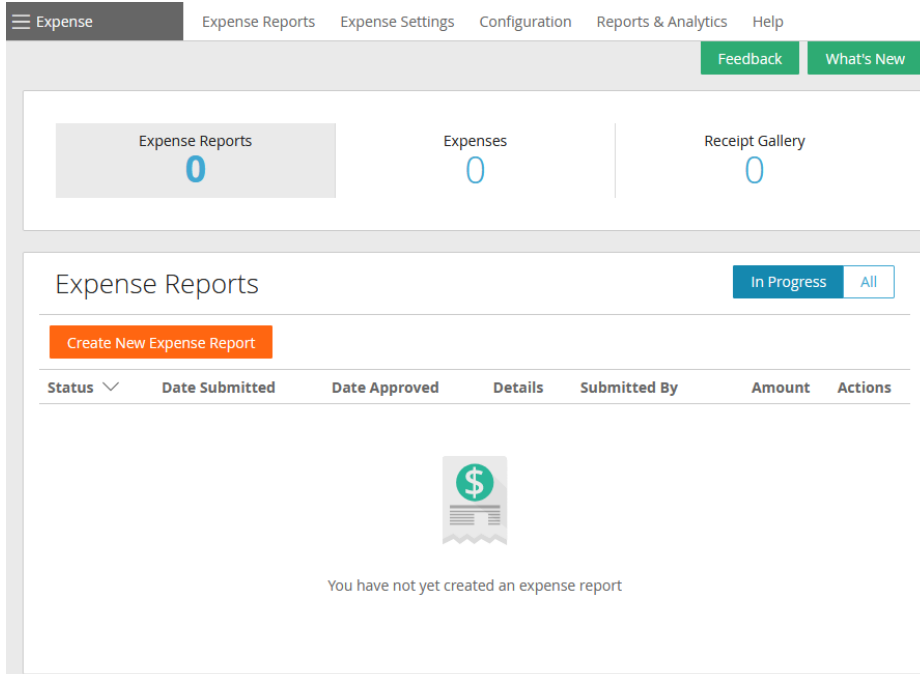 Expense Expense Reports Expense Settings Configuration Reports & Analytics Help
Feedback What's New
Expense Reports Expenses Receipt Gallery
0 0 0
Expense Reports In Progress All
Create New Expense Report
Status Date Submitted Date Approved Details Submitted By Amount Actions
$
You have not yet created an expense report